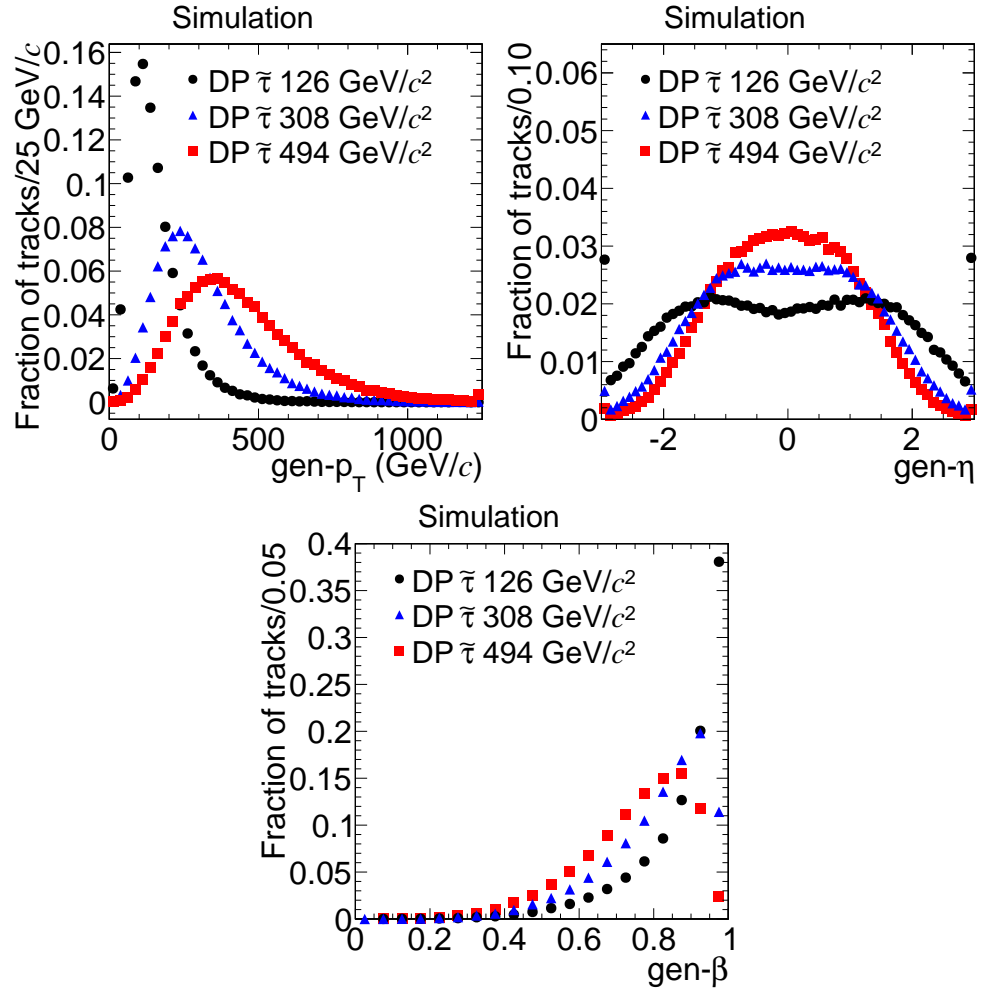 Simulation
Fraction of tracks/25 GeV/c
0.16
0.14
0.12
0.1
0.08
0.06
0.04
0.02
0
DP τ̃ 126 GeV/c²
DP τ̃ 308 GeV/c²
DP τ̃ 494 GeV/c²
0 500 1000
gen-p_T (GeV/c)
Simulation
Fraction of tracks/0.10
0.06
0.05
0.04
0.03
0.02
0.01
0
DP τ̃ 126 GeV/c²
DP τ̃ 308 GeV/c²
DP τ̃ 494 GeV/c²
-2 0 2
gen-η
Simulation
Fraction of tracks/0.05
0.4
0.35
0.3
0.25
0.2
0.15
0.1
0.05
0
DP τ̃ 126 GeV/c²
DP τ̃ 308 GeV/c²
DP τ̃ 494 GeV/c²
0 0.2 0.4 0.6 0.8 1
gen-β